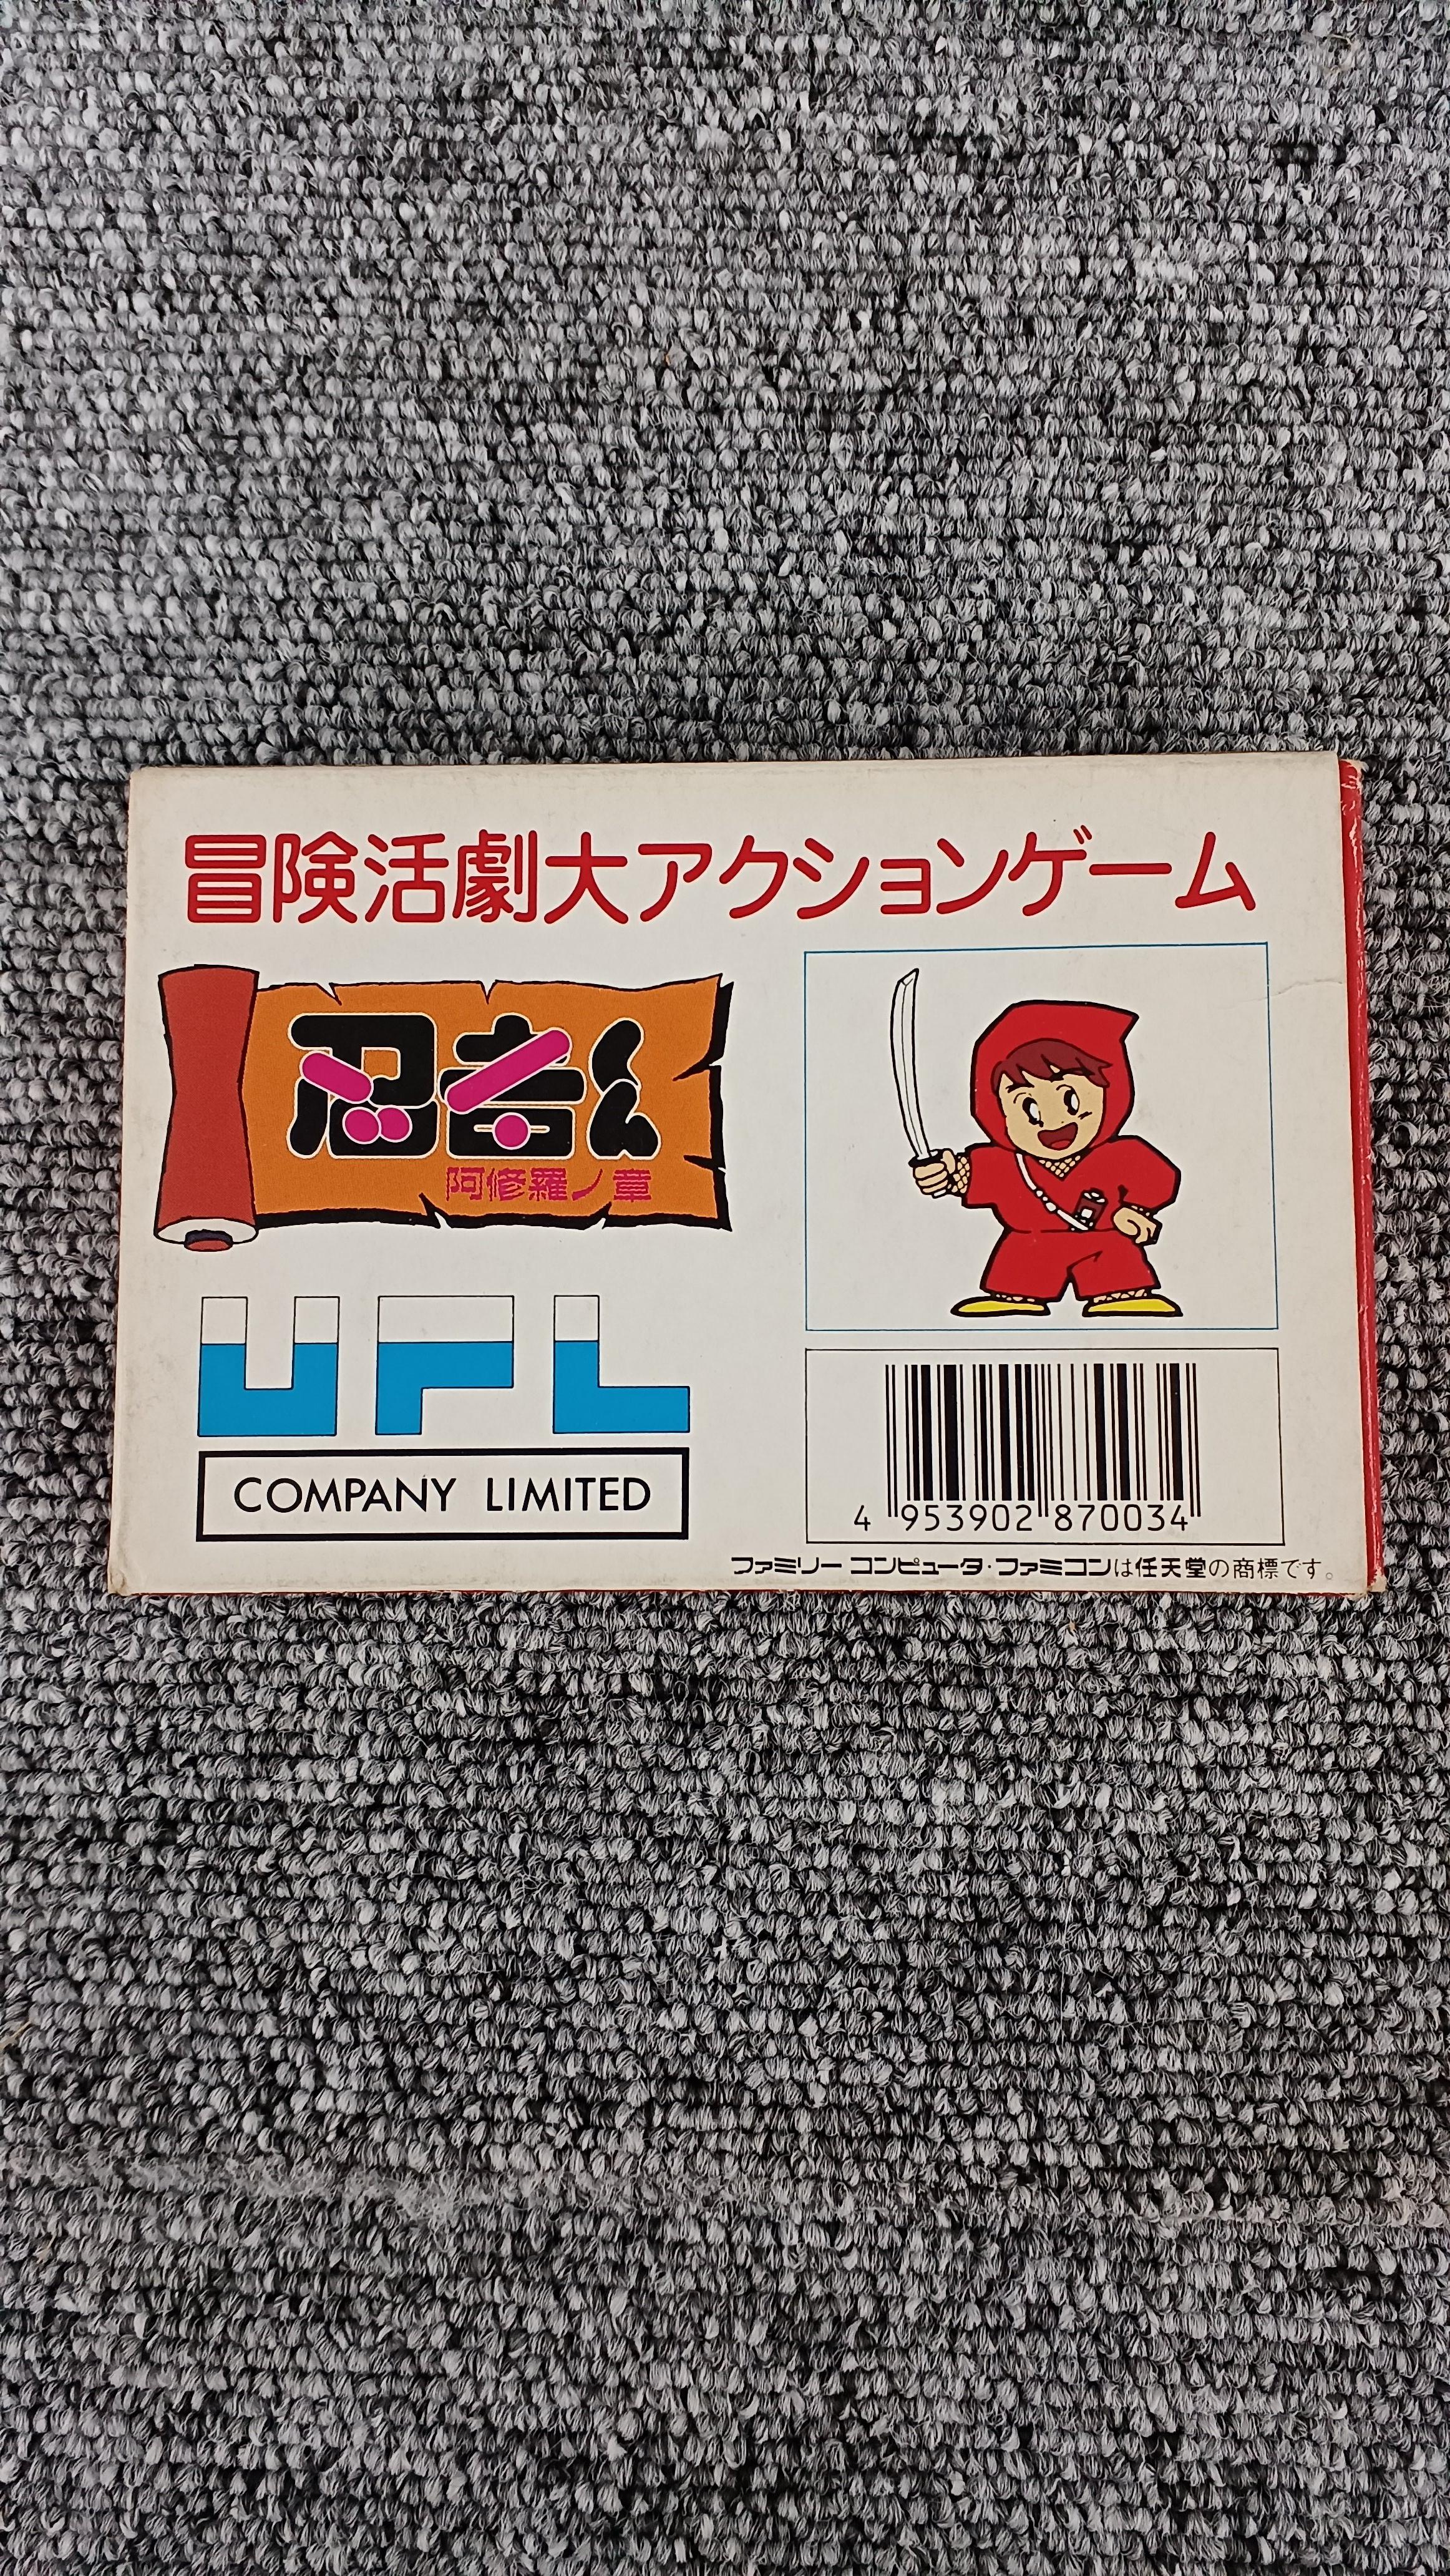 冒険活劇大アクションゲーム
忍者くん
阿修羅ノ章
UPL
COMPANY LIMITED
4 953902 870034
ファミリー コンピュータ・ファミコンは任天堂の商標です。